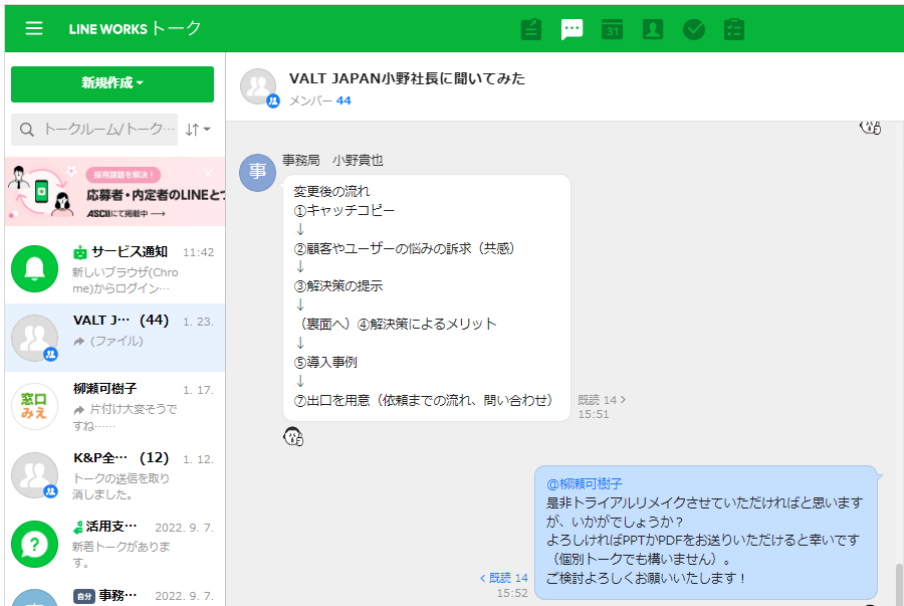 LINE WORKS トーク
31
新規作成
トークルーム/トーク…
採用課題を解決!
応募者・内定者のLINEとつ
ASCIIにて掲載中
サービス通知 11:42
新しいブラウザ(Chro
me)からログイン…
VALT J… (44) 1. 23.
(ファイル)
窓口
みえ
柳瀬可樹子 1. 17.
片付け大変そうで
すね……
K&P全… (12) 1. 12.
トークの送信を取り
消しました。
活用支… 2022. 9. 7.
新着トークがありま
す。
自分 事務… 2022. 9. 7.
VALT JAPAN小野社長に聞いてみた
メンバー 44
事
事務局 小野貴也
変更後の流れ
①キャッチコピー
↓
②顧客やユーザーの悩みの訴求（共感）
↓
③解決策の提示
↓
（裏面へ）④解決策によるメリット
↓
⑤導入事例
↓
⑦出口を用意（依頼までの流れ、問い合わせ）
既読 14
15:51
@柳瀬可樹子
是非トライアルリメイクさせていただければと思います
が、いかがでしょうか？
よろしければPPTかPDFをお送りいただけると幸いです
（個別トークでも構いません）。
ご検討よろしくお願いいたします！
既読 14
15:52